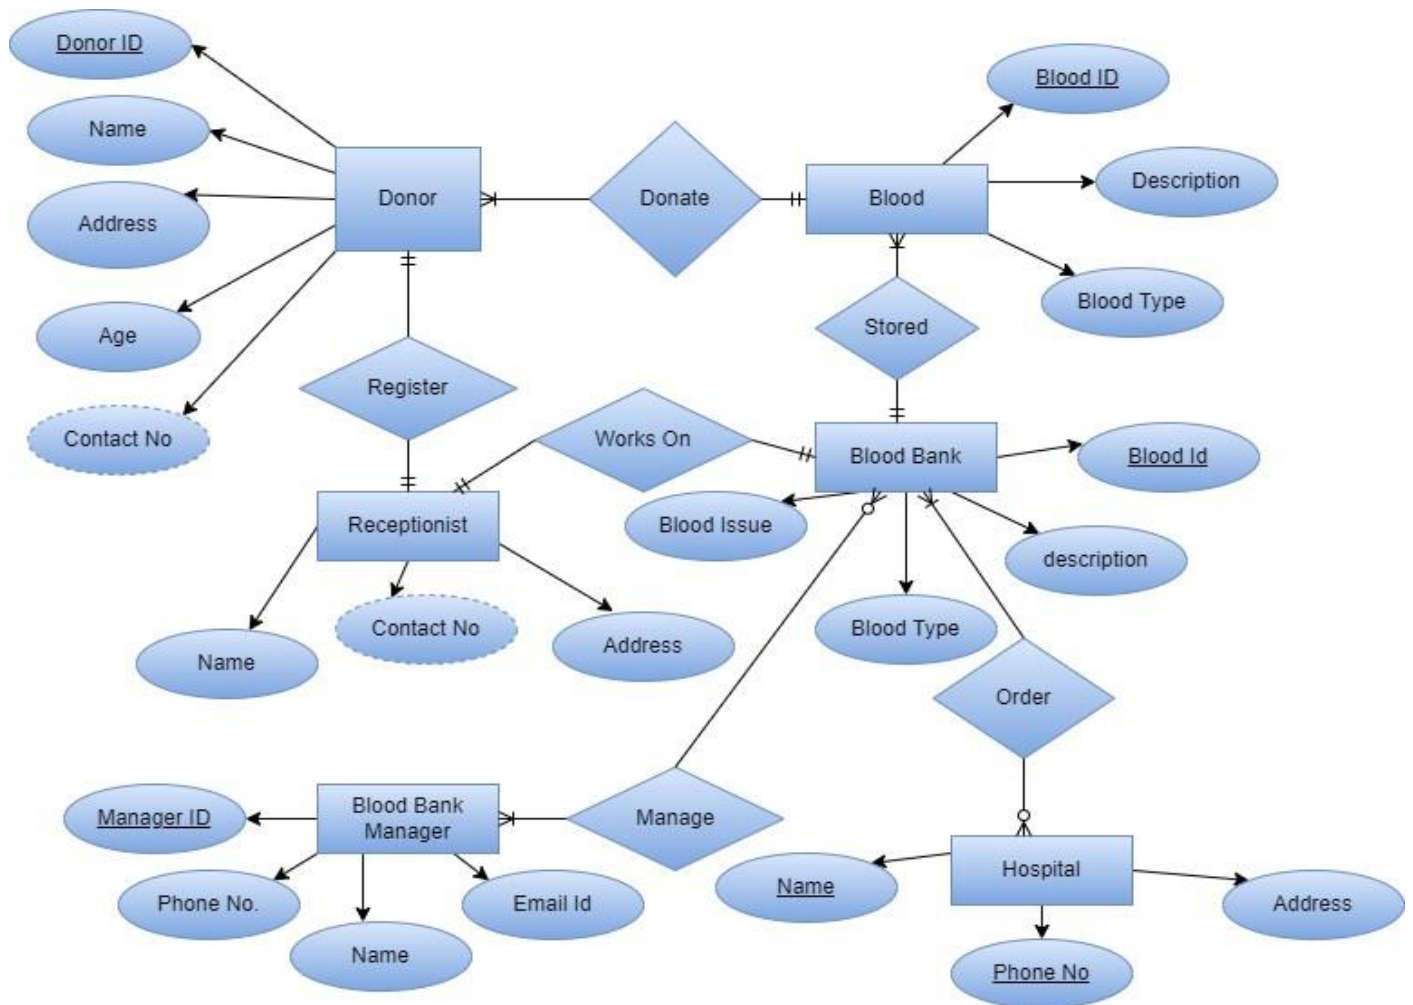 Donor ID
Blood ID
Name
Donor
Donate
Blood
Description
Address
Blood Type
Age
Stored
Register
Contact No
Works On
Blood Bank
Blood Id
Receptionist
Blood Issue
description
Contact No
Blood Type
Name
Address
Order
Manager ID
Blood Bank
Manager
Manage
Hospital
Name
Phone No.
Email Id
Address
Name
Phone No